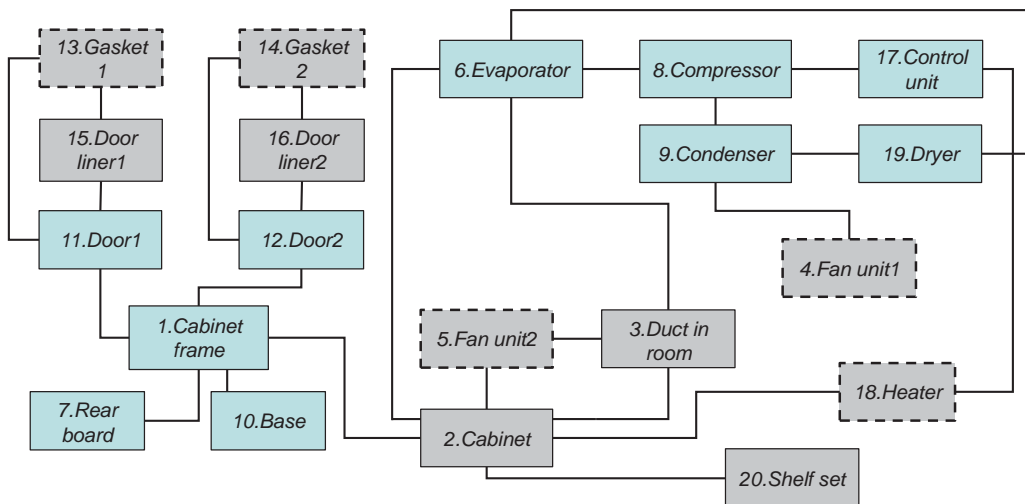 13.Gasket
1
14.Gasket
2
6.Evaporator
8.Compressor
17.Control
unit
15.Door
liner1
16.Door
liner2
9.Condenser
19.Dryer
11.Door1
12.Door2
4.Fan unit1
1.Cabinet
frame
5.Fan unit2
3.Duct in
room
7.Rear
board
10.Base
2.Cabinet
18.Heater
20.Shelf set